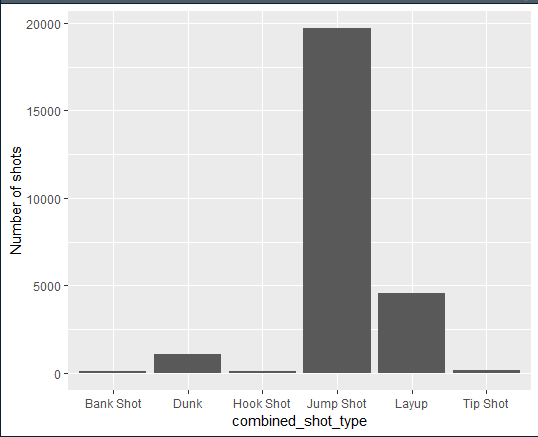 20000
15000
10000
5000
0
Number of shots
Bank Shot Dunk Hook Shot Jump Shot Layup Tip Shot
combined_shot_type